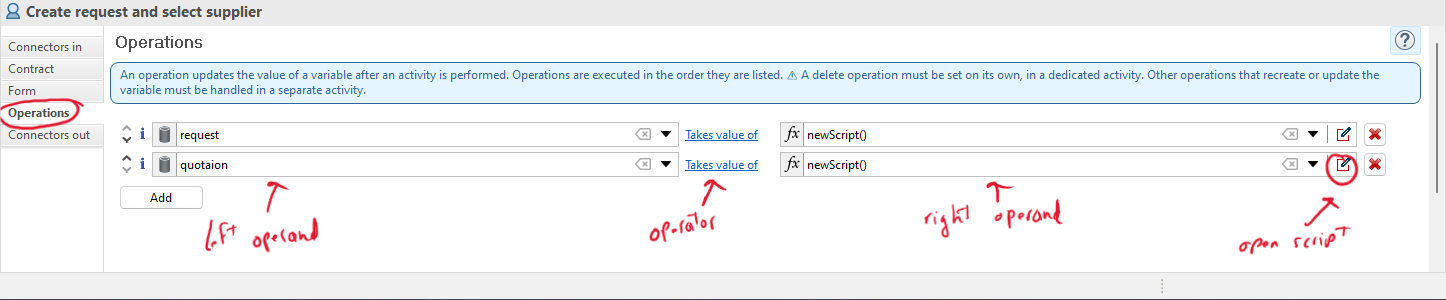 Create request and select supplier
Connectors in
Contract
Form
Operations
Connectors out
Operations
?
An operation updates the value of a variable after an activity is performed. Operations are executed in the order they are listed. ⚠ A delete operation must be set on its own, in a dedicated activity. Other operations that recreate or update the
variable must be handled in a separate activity.
i request Takes value of fx newScript()
i quotaion Takes value of fx newScript()
Add
left operand
operator
right operand
open script